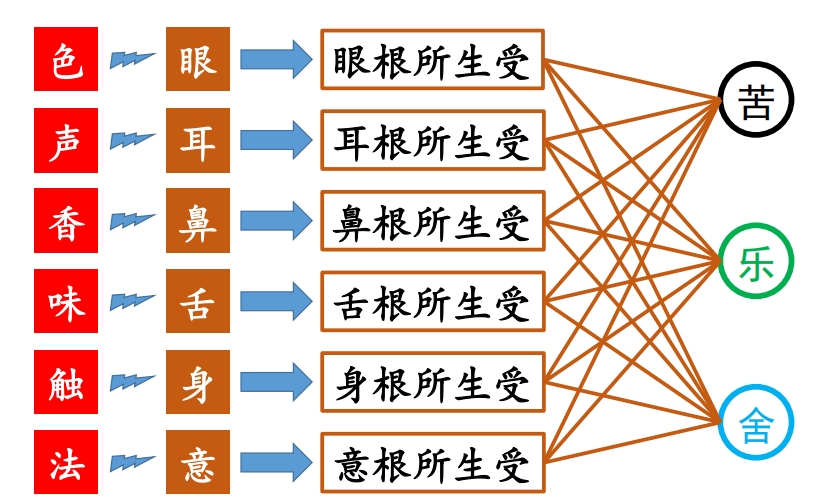 色 眼 眼根所生受
声 耳 耳根所生受
香 鼻 鼻根所生受
味 舌 舌根所生受
触 身 身根所生受
法 意 意根所生受
苦
乐
舍